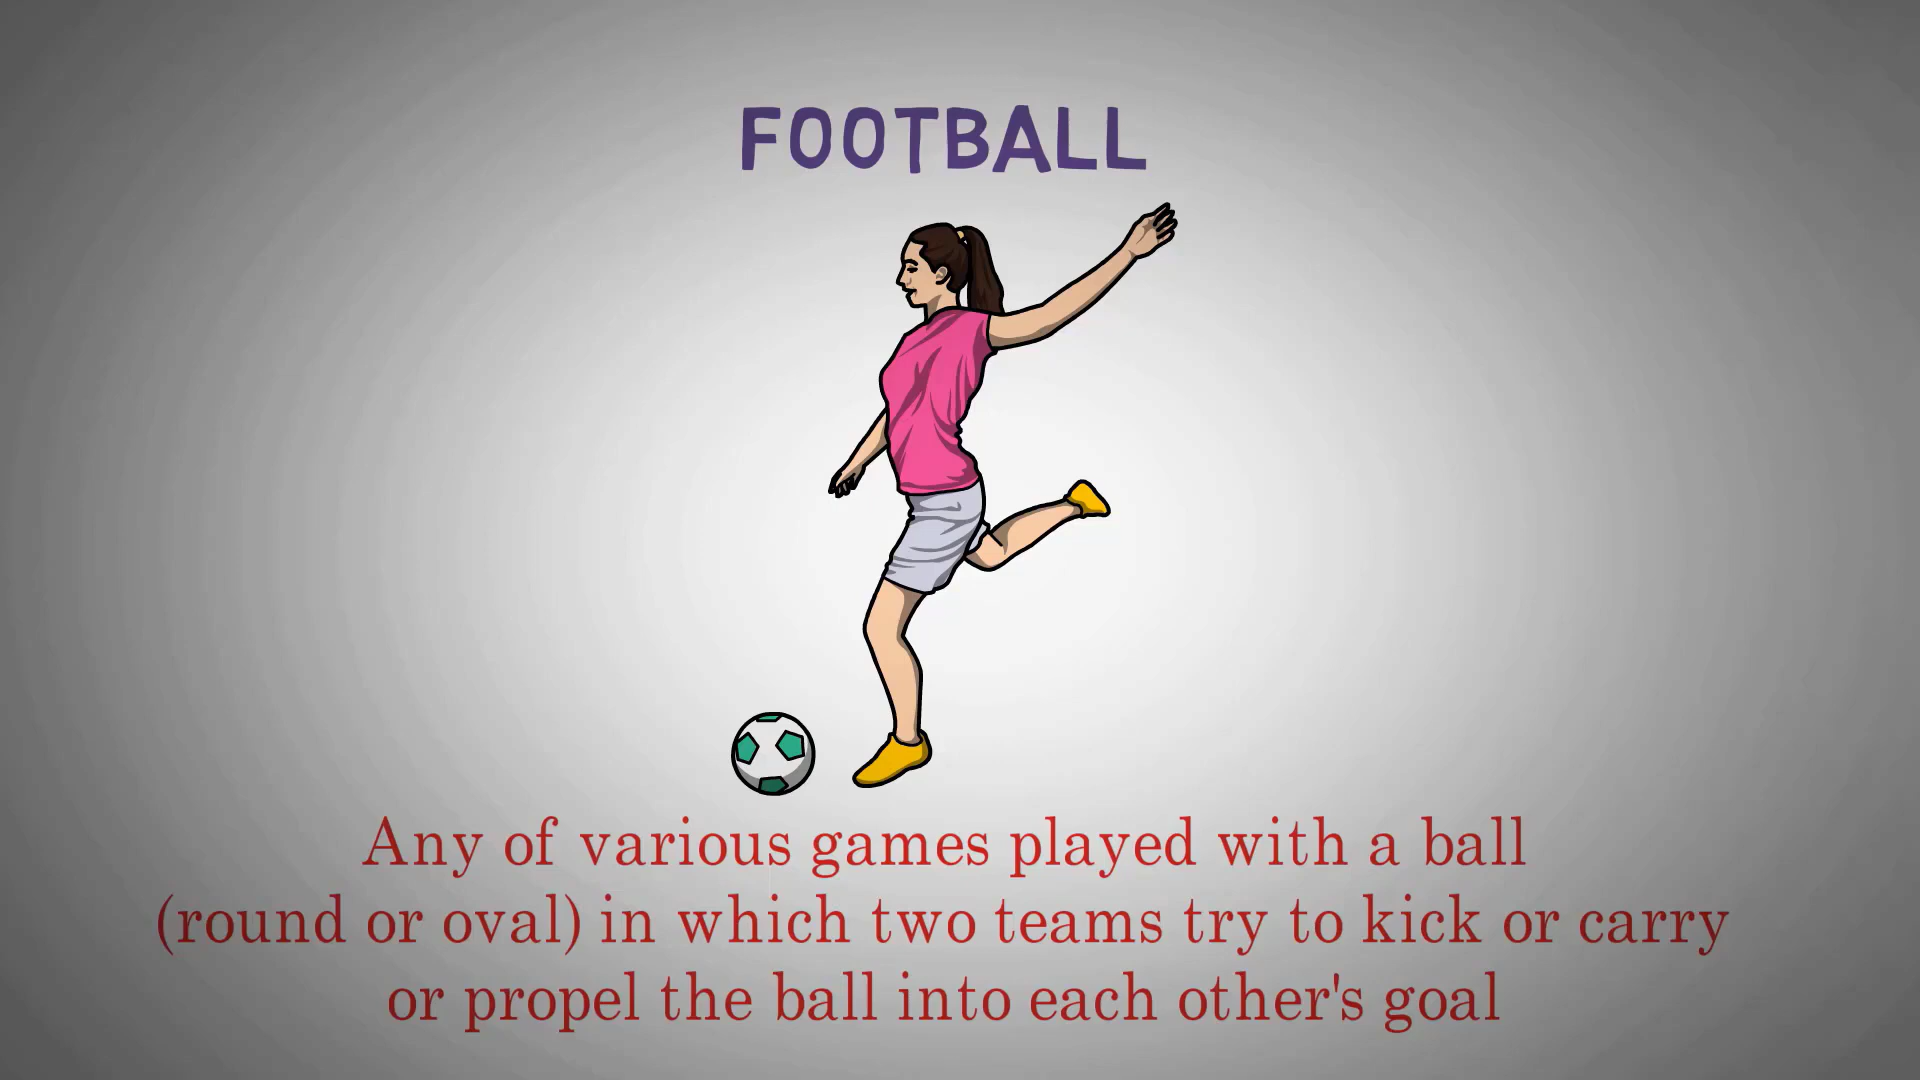 FOOTBALL
Any of various games played with a ball
(round or oval) in which two teams try to kick or carry
or propel the ball into each other's goal